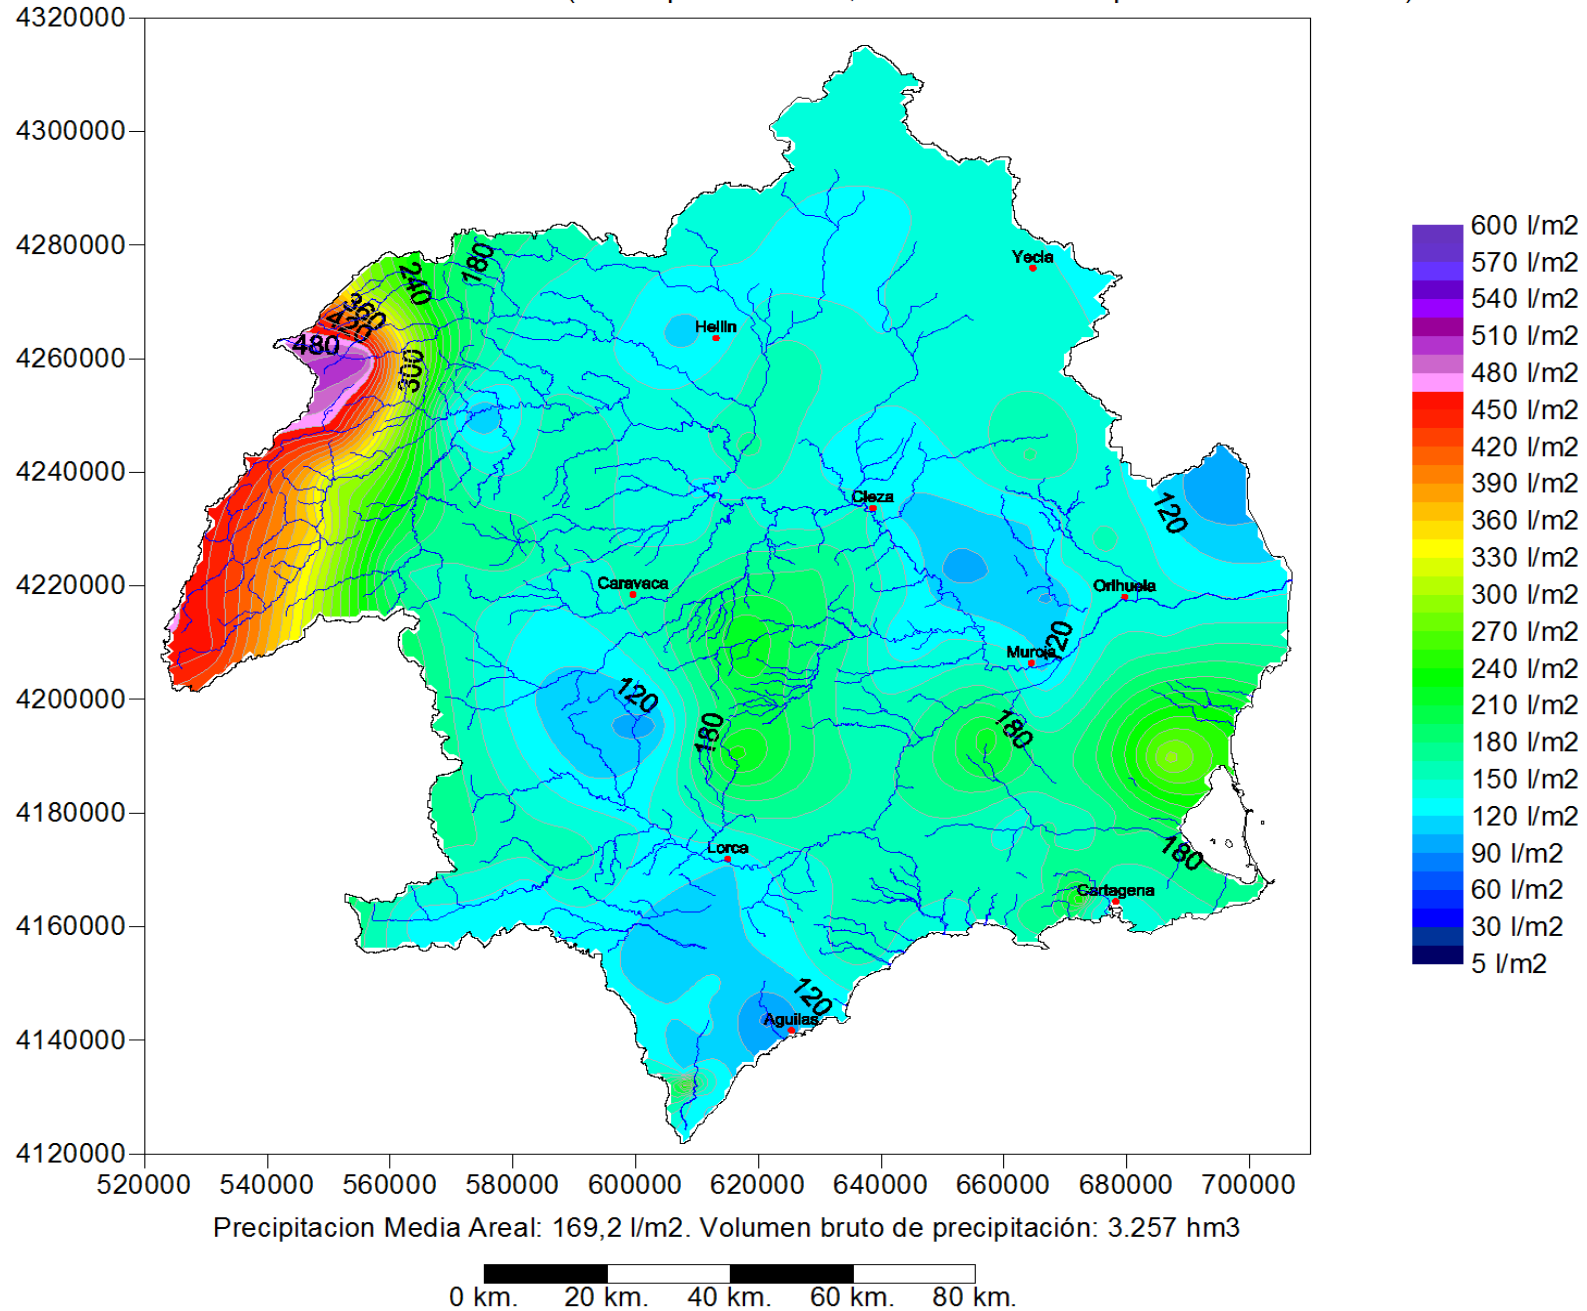 4320000
4300000
4280000
4260000
4240000
4220000
4200000
4180000
4160000
4140000
4120000
520000 540000 560000 580000 600000 620000 640000 660000 680000 700000
Yecla
Hellin
Cieza
Caravaca
Orihuela
Murcia
Lorca
Cartagena
Aguilas
180
240
360
420
480
300
120
120
120
180
180
180
120
600 l/m2
570 l/m2
540 l/m2
510 l/m2
480 l/m2
450 l/m2
420 l/m2
390 l/m2
360 l/m2
330 l/m2
300 l/m2
270 l/m2
240 l/m2
210 l/m2
180 l/m2
150 l/m2
120 l/m2
90 l/m2
60 l/m2
30 l/m2
5 l/m2
Precipitacion Media Areal: 169,2 l/m2. Volumen bruto de precipitación: 3.257 hm3
0 km. 20 km. 40 km. 60 km. 80 km.